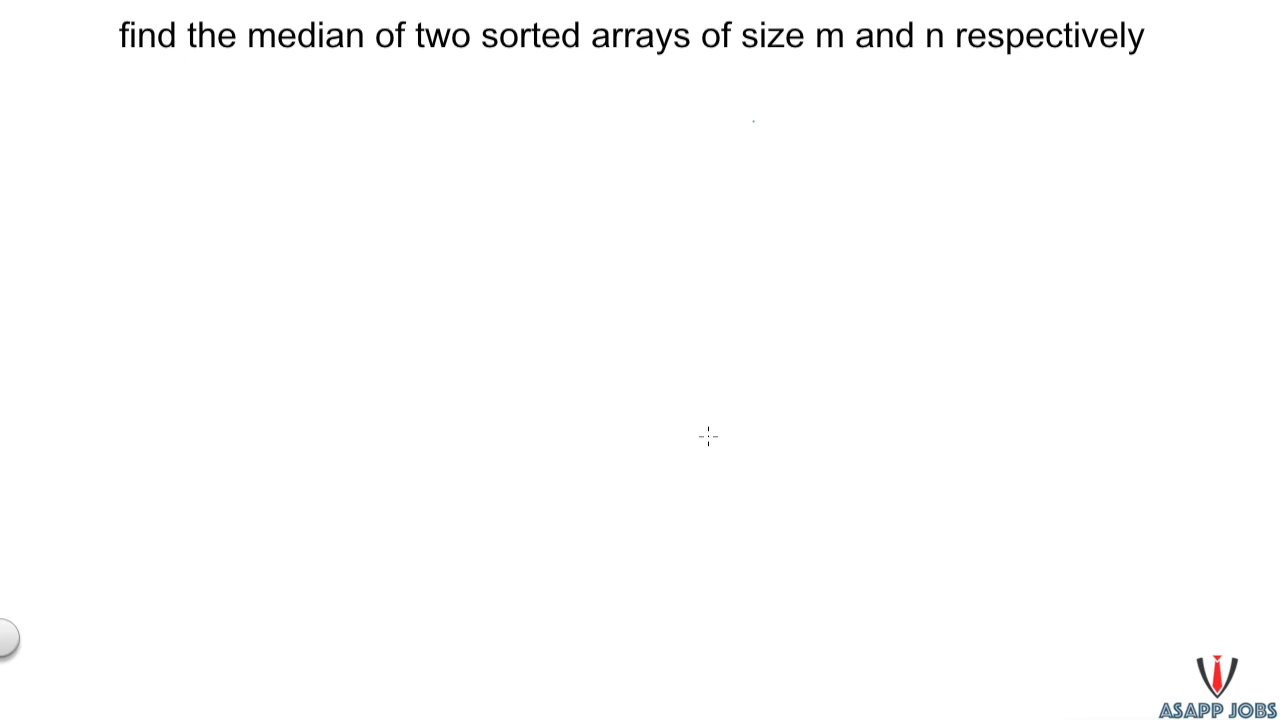 find the median of two sorted arrays of size m and n respectively
ASAPP JOBS